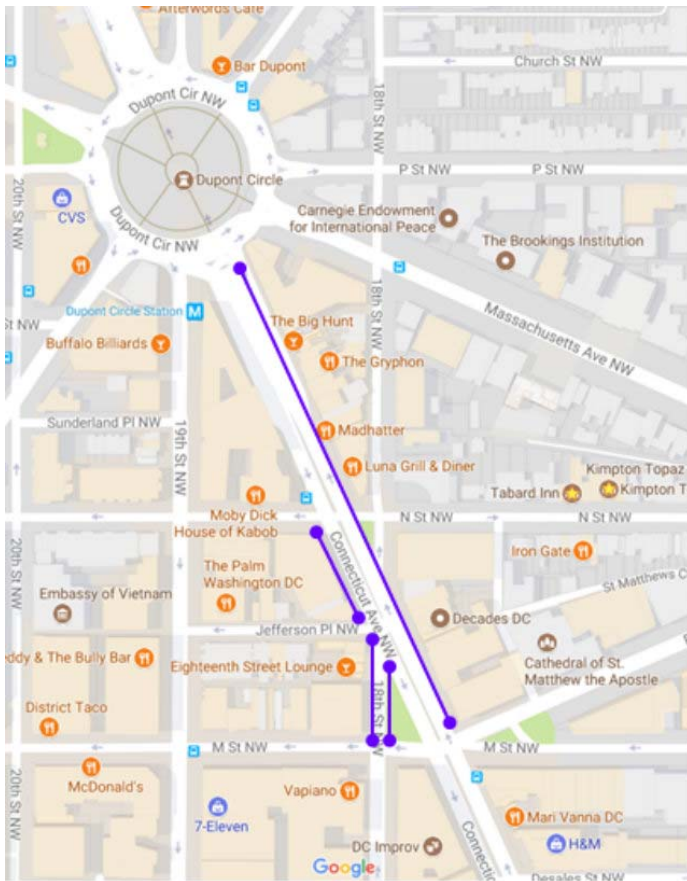 Afterwords Cafe
Bar Dupont
Church St NW
Dupont Cir NW
18th St NW
P St NW
P St NW
20th St NW
CVS
Dupont Circle
Carnegie Endowment
for International Peace
The Brookings Institution
Dupont Cir NW
18th St NW
Massachusetts Ave NW
Dupont Circle Station
M
St NW
Buffalo Billiards
The Big Hunt
The Gryphon
Sunderland Pl NW
19th St NW
Madhatter
Luna Grill & Diner
Kimpton Topaz
Tabard Inn
Kimpton T
Moby Dick
House of Kabob
N St NW
N St NW
20th St NW
The Palm
Washington DC
Connecticut Ave NW
Iron Gate
St Matthews C
Embassy of Vietnam
Jefferson Pl NW
Decades DC
eddy & The Bully Bar
Eighteenth Street Lounge
Cathedral of St.
Matthew the Apostle
District Taco
18th St NW
M St NW
M St NW
20th St NW
McDonald's
7-Eleven
Vapiano
Mari Vanna DC
DC Improv
H&M
Connectic
Google
Desales St NW